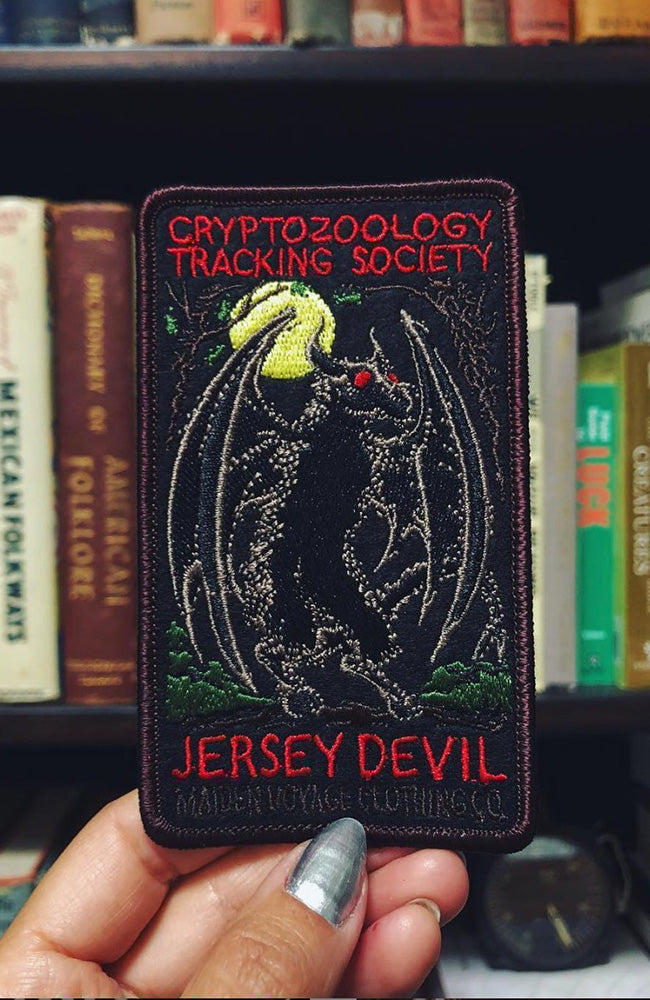 CRYPTOZOOLOGY
TRACKING SOCIETY
JERSEY DEVIL
MAIDEN VOYAGE CLOTHING CO.
MEXICAN FOLKWAYS
DICTIONARY OF
AMERICAN
FOLKLORE
LUCK
CREATURES